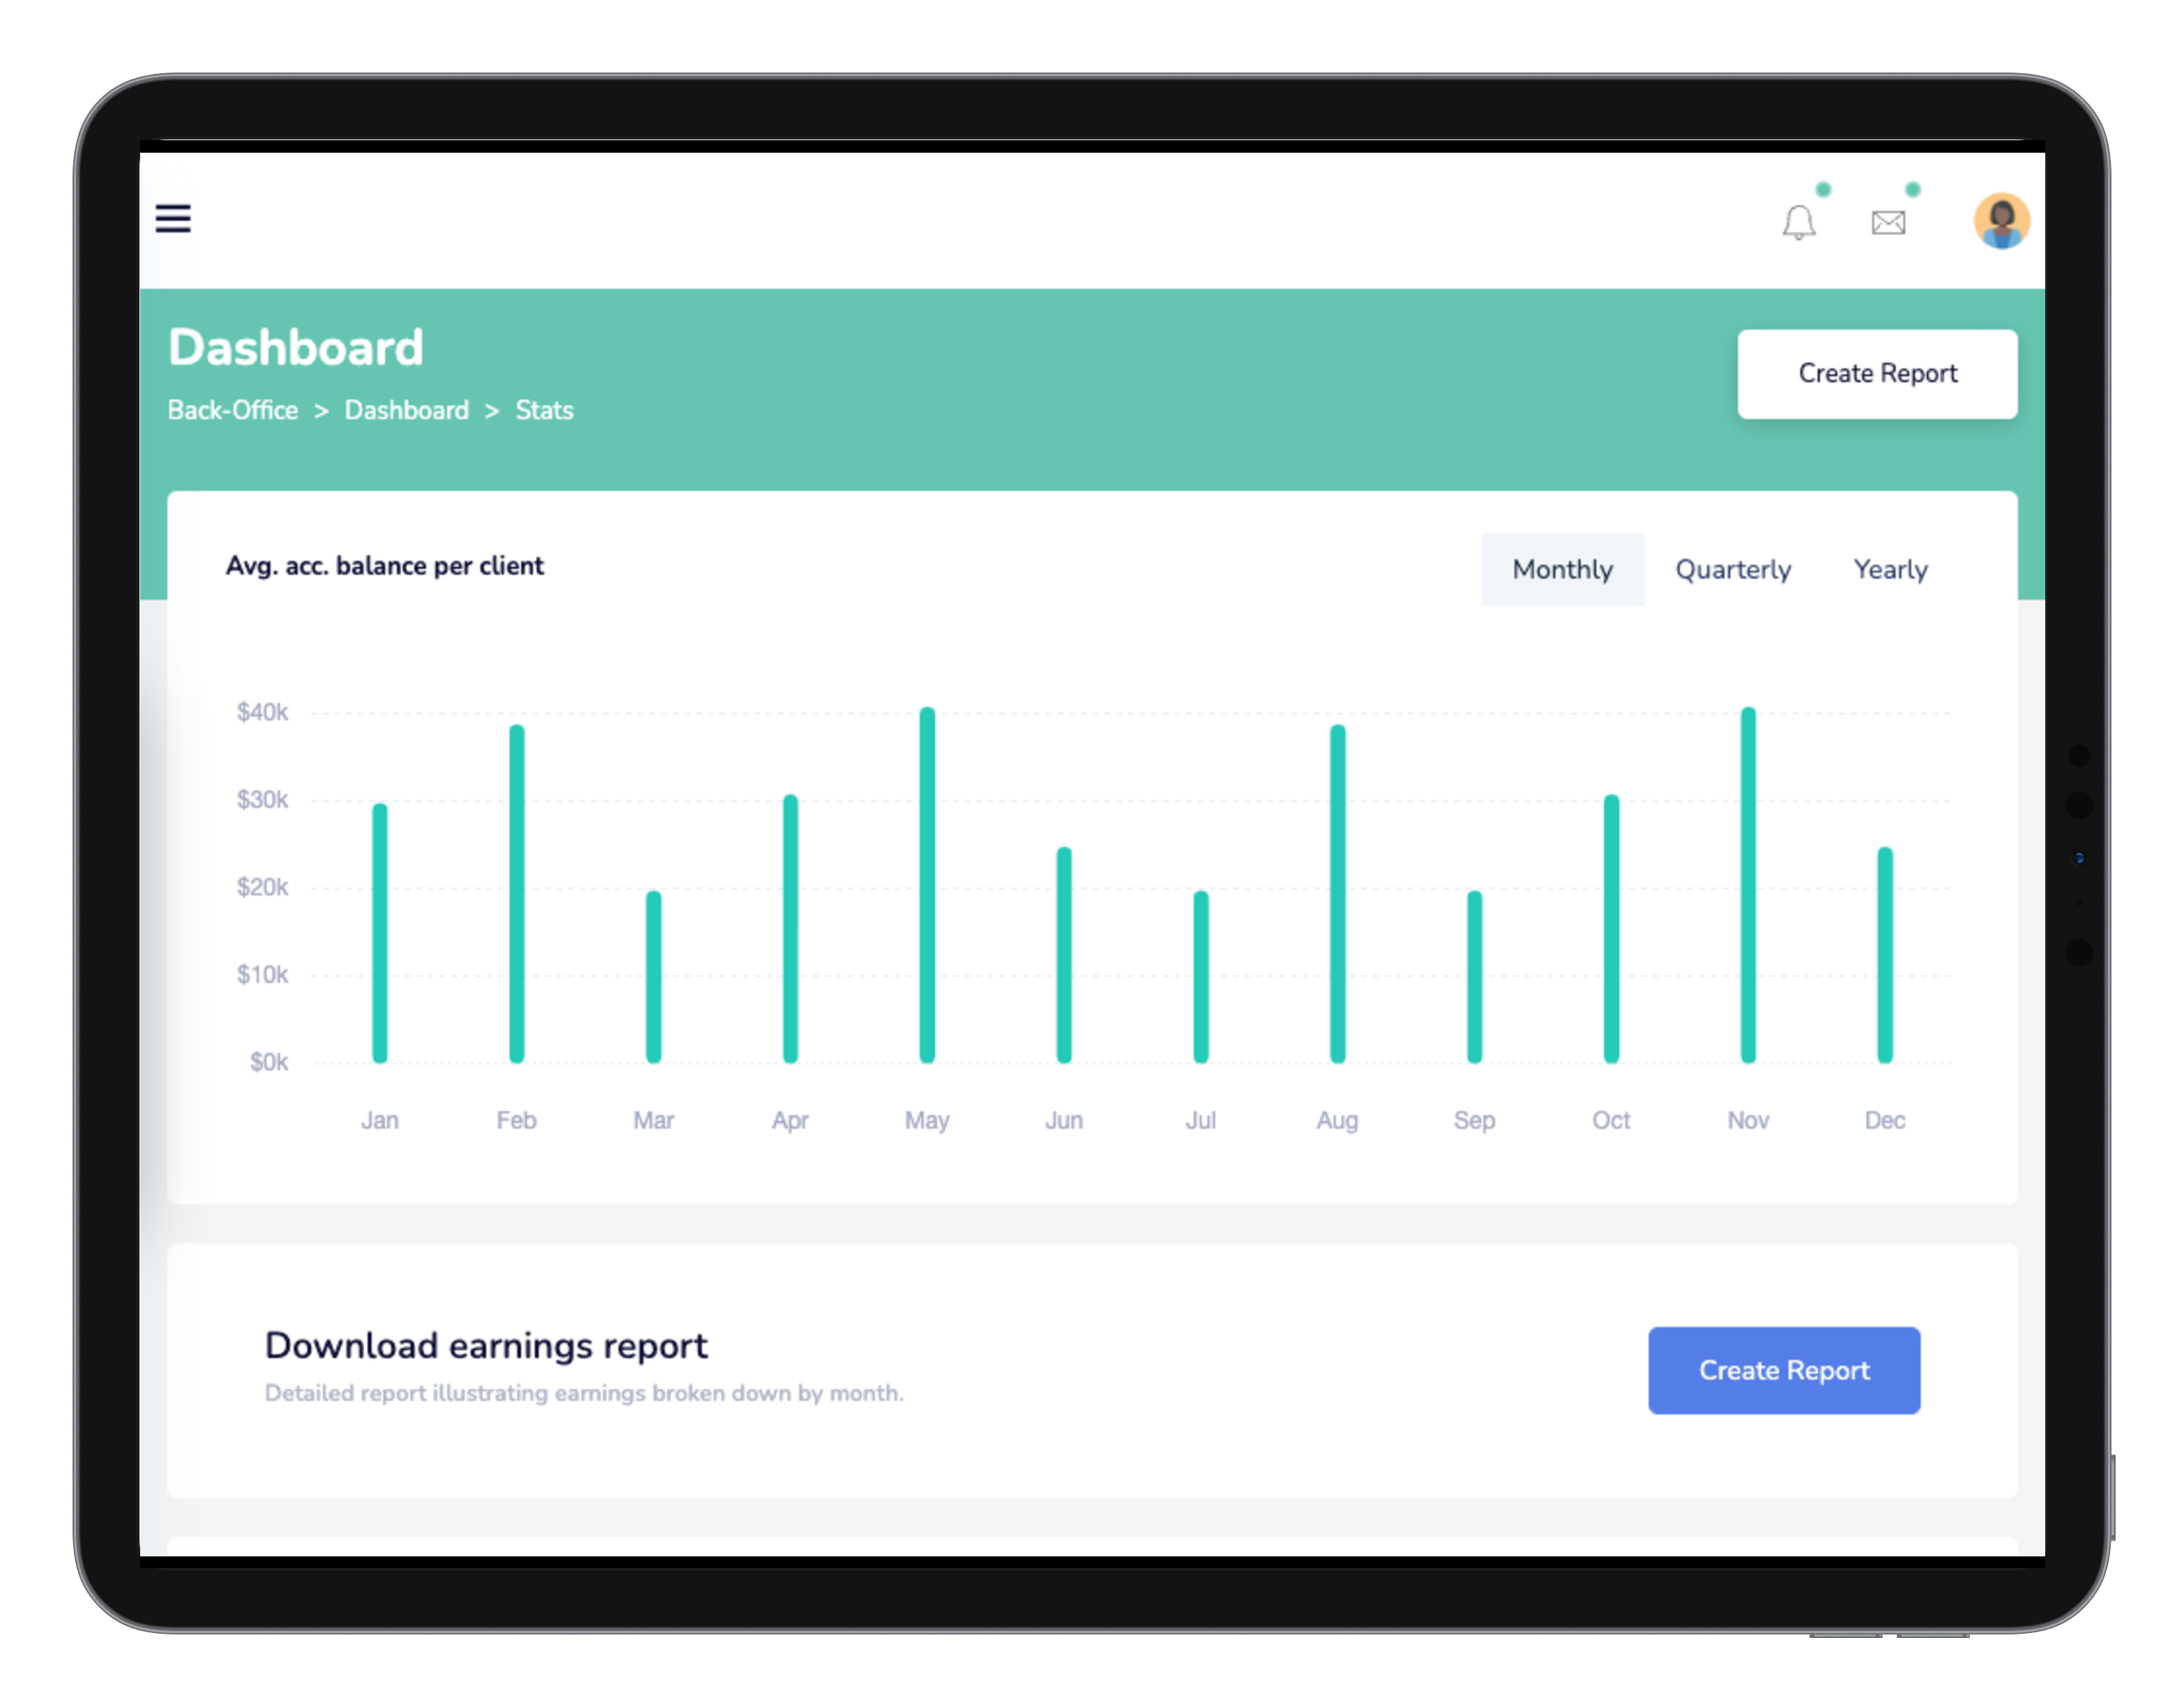 Dashboard
Create Report
Back-Office > Dashboard > Stats
Avg. acc. balance per client
Monthly Quarterly Yearly
$40k
$30k
$20k
$10k
$0k
Jan Feb Mar Apr May Jun Jul Aug Sep Oct Nov Dec
Download earnings report
Detailed report illustrating earnings broken down by month.
Create Report